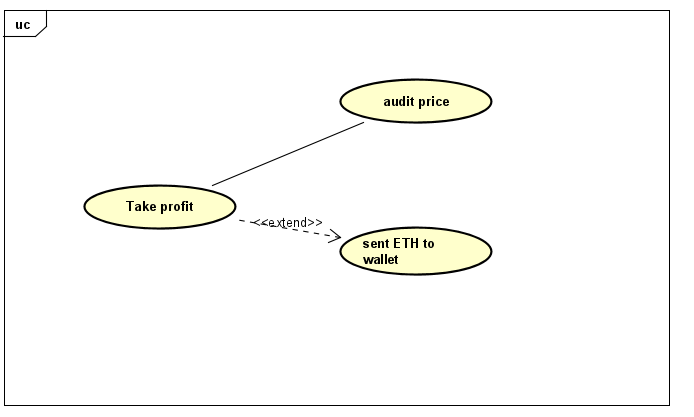 uc
audit price
Take profit
<<extend>>
sent ETH to
wallet